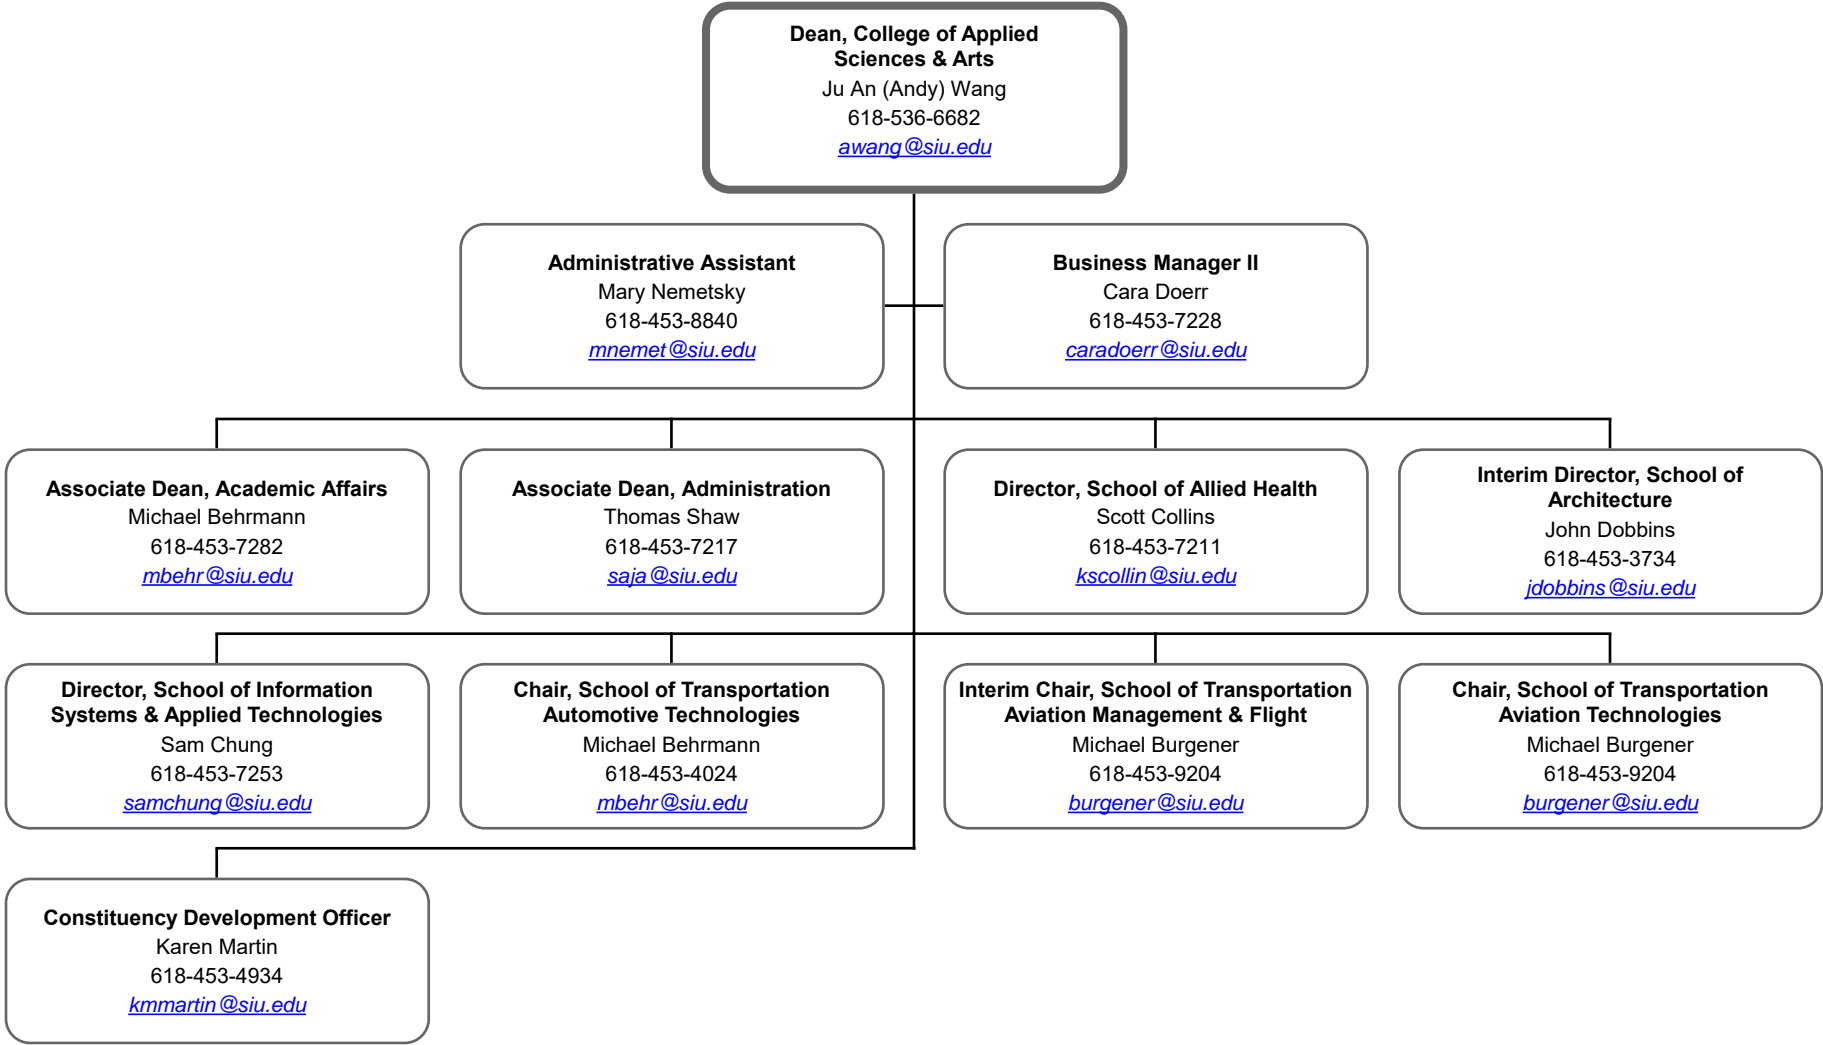 Dean, College of Applied
Sciences & Arts
Ju An (Andy) Wang
618-536-6682
awang@siu.edu
Administrative Assistant
Mary Nemetsky
618-453-8840
mnemet@siu.edu
Business Manager II
Cara Doerr
618-453-7228
caradoerr@siu.edu
Associate Dean, Academic Affairs
Michael Behrmann
618-453-7282
mbehr@siu.edu
Associate Dean, Administration
Thomas Shaw
618-453-7217
saja@siu.edu
Director, School of Allied Health
Scott Collins
618-453-7211
kscollin@siu.edu
Interim Director, School of
Architecture
John Dobbins
618-453-3734
jdobbins@siu.edu
Director, School of Information
Systems & Applied Technologies
Sam Chung
618-453-7253
samchung@siu.edu
Chair, School of Transportation
Automotive Technologies
Michael Behrmann
618-453-4024
mbehr@siu.edu
Interim Chair, School of Transportation
Aviation Management & Flight
Michael Burgener
618-453-9204
burgener@siu.edu
Chair, School of Transportation
Aviation Technologies
Michael Burgener
618-453-9204
burgener@siu.edu
Constituency Development Officer
Karen Martin
618-453-4934
kmmartin@siu.edu